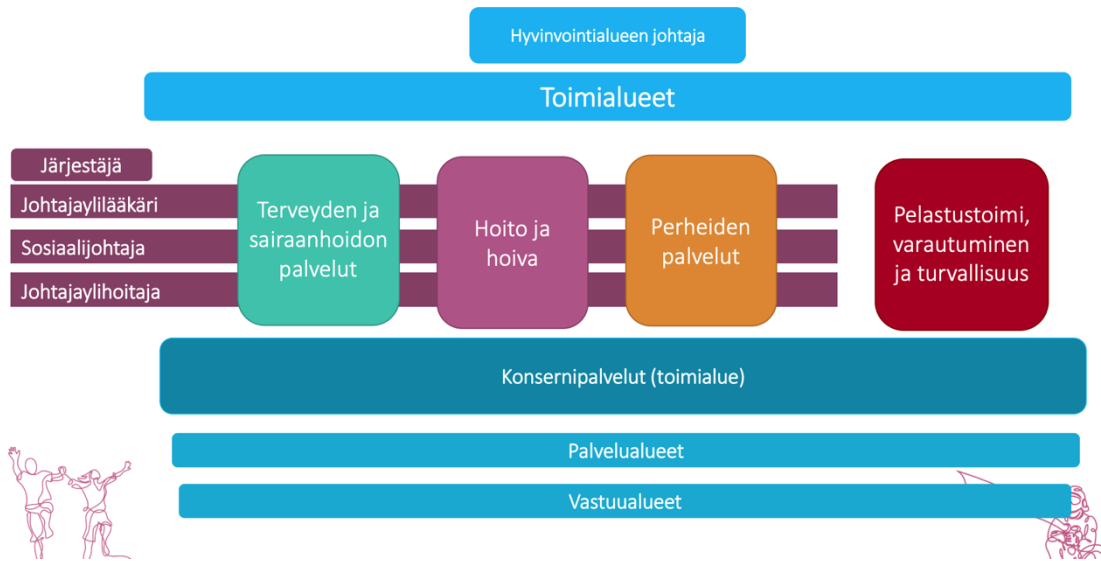 Hyvinvointialueen johtaja
Toimialueet
Järjestäjä
Johtajaylilääkäri
Sosiaalijohtaja
Johtajaylihoitaja
Terveyden ja
sairaanhoidon
palvelut
Hoito ja
hoiva
Perheiden
palvelut
Pelastustoimi,
varautuminen
ja turvallisuus
Konsernipalvelut (toimialue)
Palvelualueet
Vastuualueet